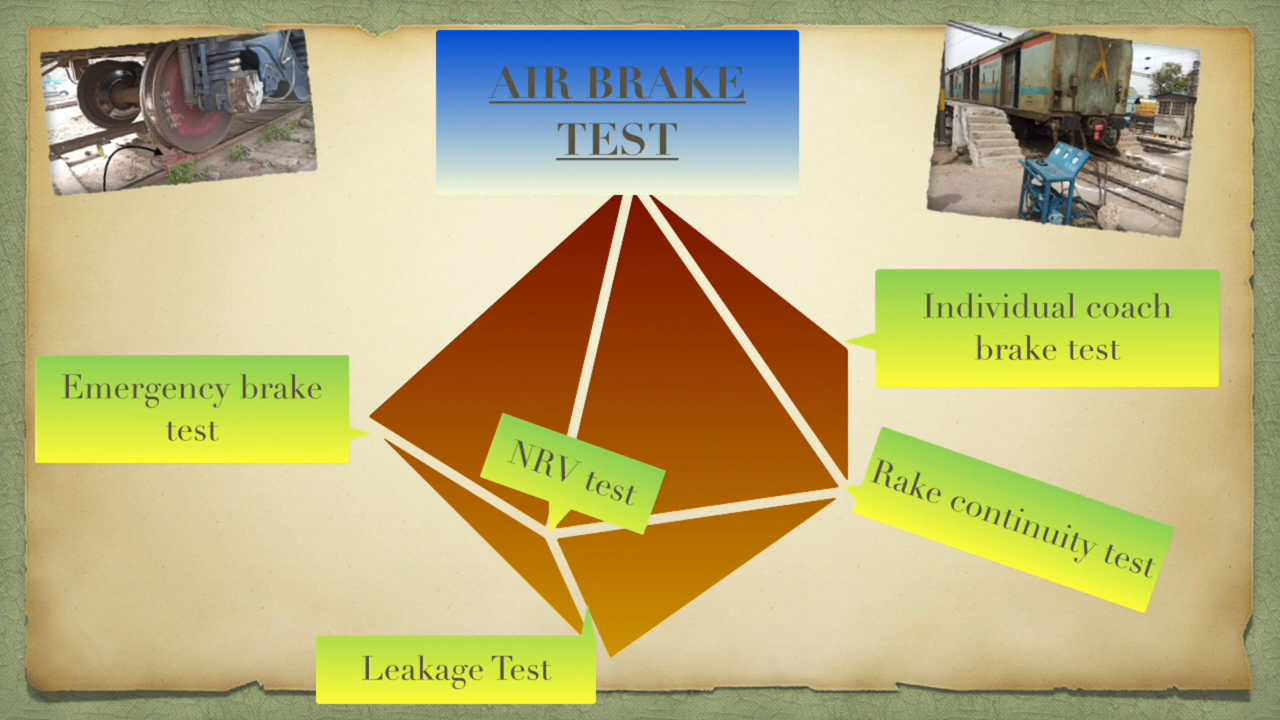 AIR BRAKE
TEST
Individual coach
brake test
Emergency brake
test
NRV test
Rake continuity test
Leakage Test